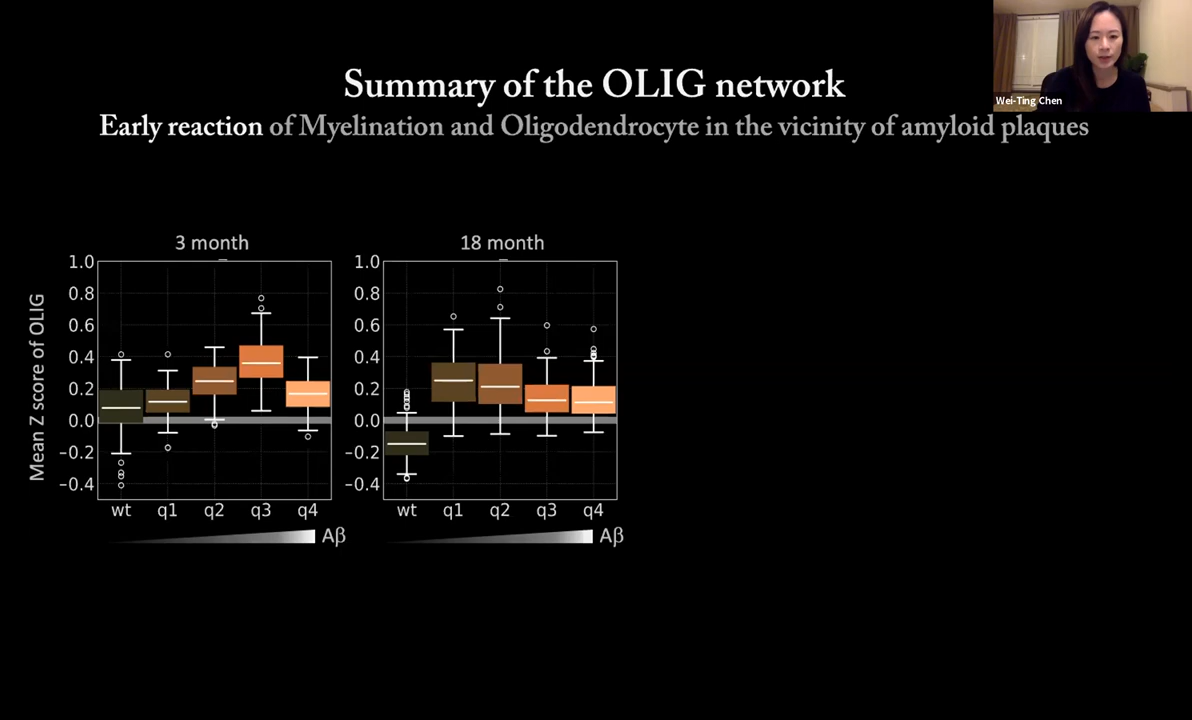 Wei-Ting Chen
Summary of the OLIG network
Early reaction of Myelination and Oligodendrocyte in the vicinity of amyloid plaques
3 month
18 month
Mean Z score of OLIG
1.0
0.8
0.6
0.4
0.2
0.0
−0.2
−0.4
wt q1 q2 q3 q4
Aβ
1.0
0.8
0.6
0.4
0.2
0.0
−0.2
−0.4
wt q1 q2 q3 q4
Aβ